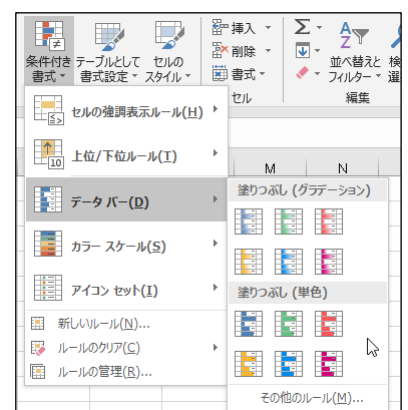 条件付き
書式
テーブルとして
書式設定
セルの
スタイル
挿入
削除
書式
セル
並べ替えと
フィルター
検
選
編集
セルの強調表示ルール(H)
上位/下位ルール(T)
データ バー(D)
カラー スケール(S)
アイコン セット(I)
新しいルール(N)...
ルールのクリア(C)
ルールの管理(R)...
M N
塗りつぶし (グラデーション)
塗りつぶし (単色)
その他のルール(M)...